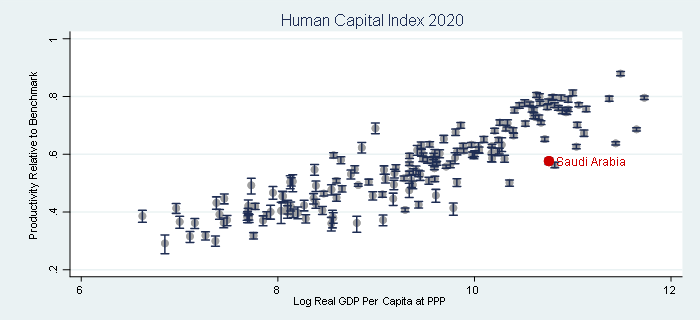 Human Capital Index 2020
Productivity Relative to Benchmark
1
.8
.6
.4
.2
Saudi Arabia
6
8
10
12
Log Real GDP Per Capita at PPP